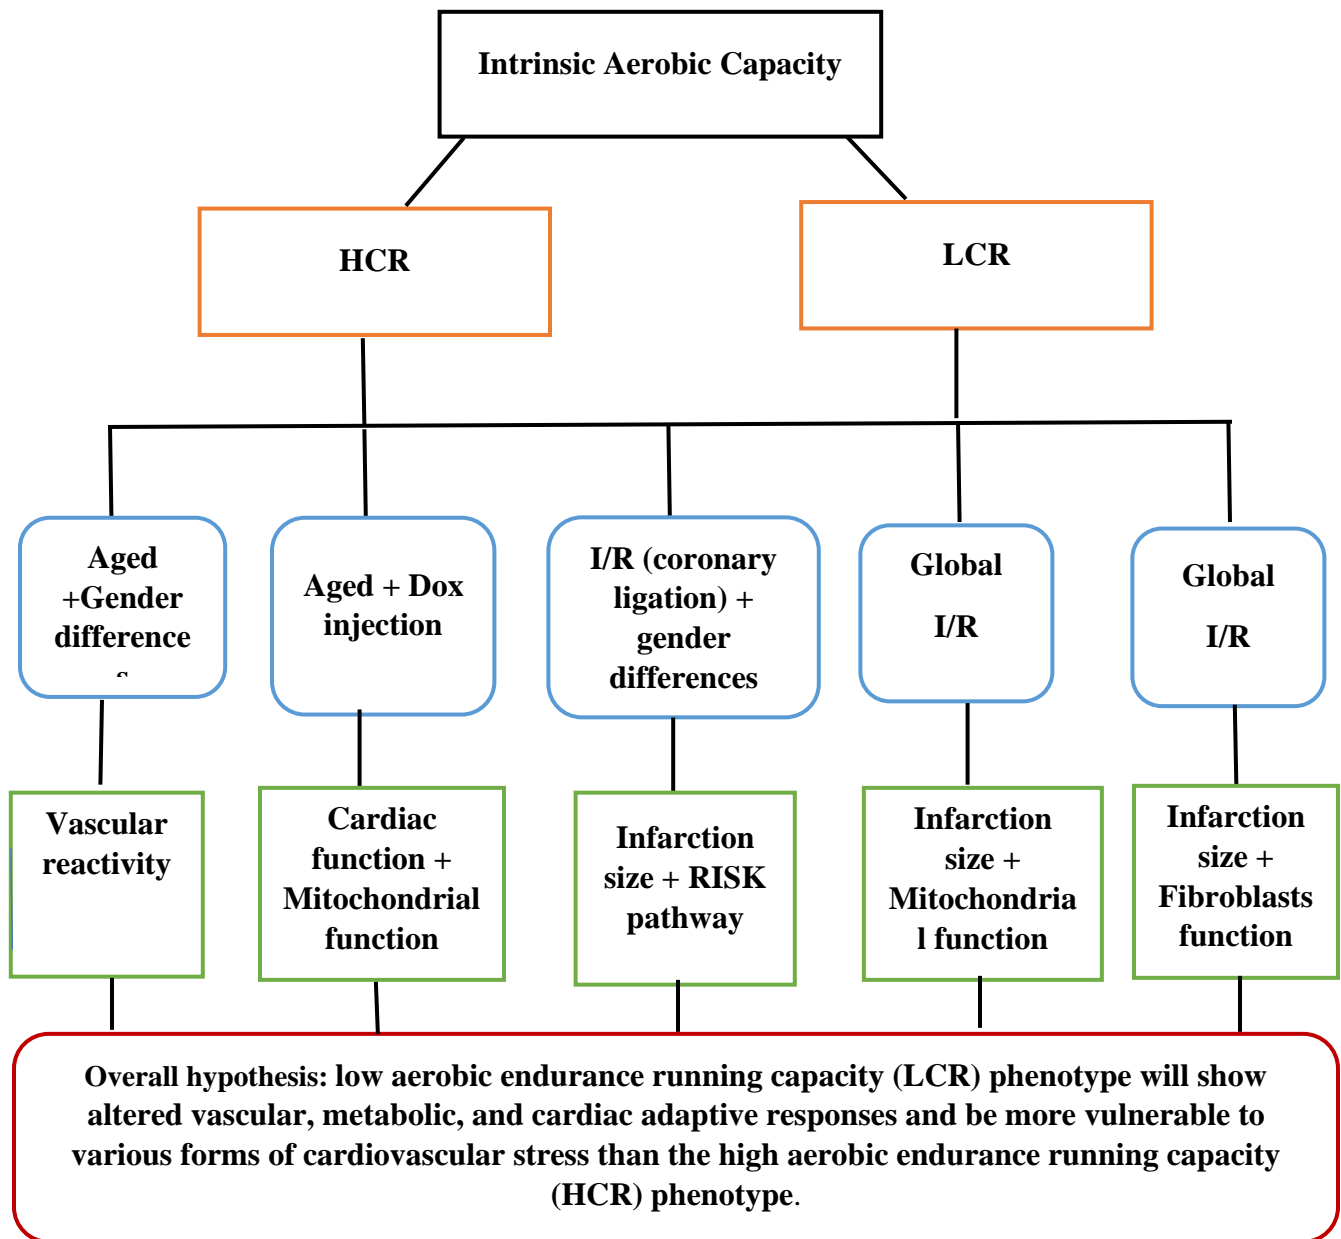 Intrinsic Aerobic Capacity
HCR
LCR
Aged
+Gender
difference
s
Aged + Dox
injection
I/R (coronary
ligation) +
gender
differences
Global
I/R
Global
I/R
Vascular
reactivity
Cardiac
function +
Mitochondrial
function
Infarction
size + RISK
pathway
Infarction
size +
Mitochondria
l function
Infarction
size +
Fibroblasts
function
Overall hypothesis: low aerobic endurance running capacity (LCR) phenotype will show
altered vascular, metabolic, and cardiac adaptive responses and be more vulnerable to
various forms of cardiovascular stress than the high aerobic endurance running capacity
(HCR) phenotype.